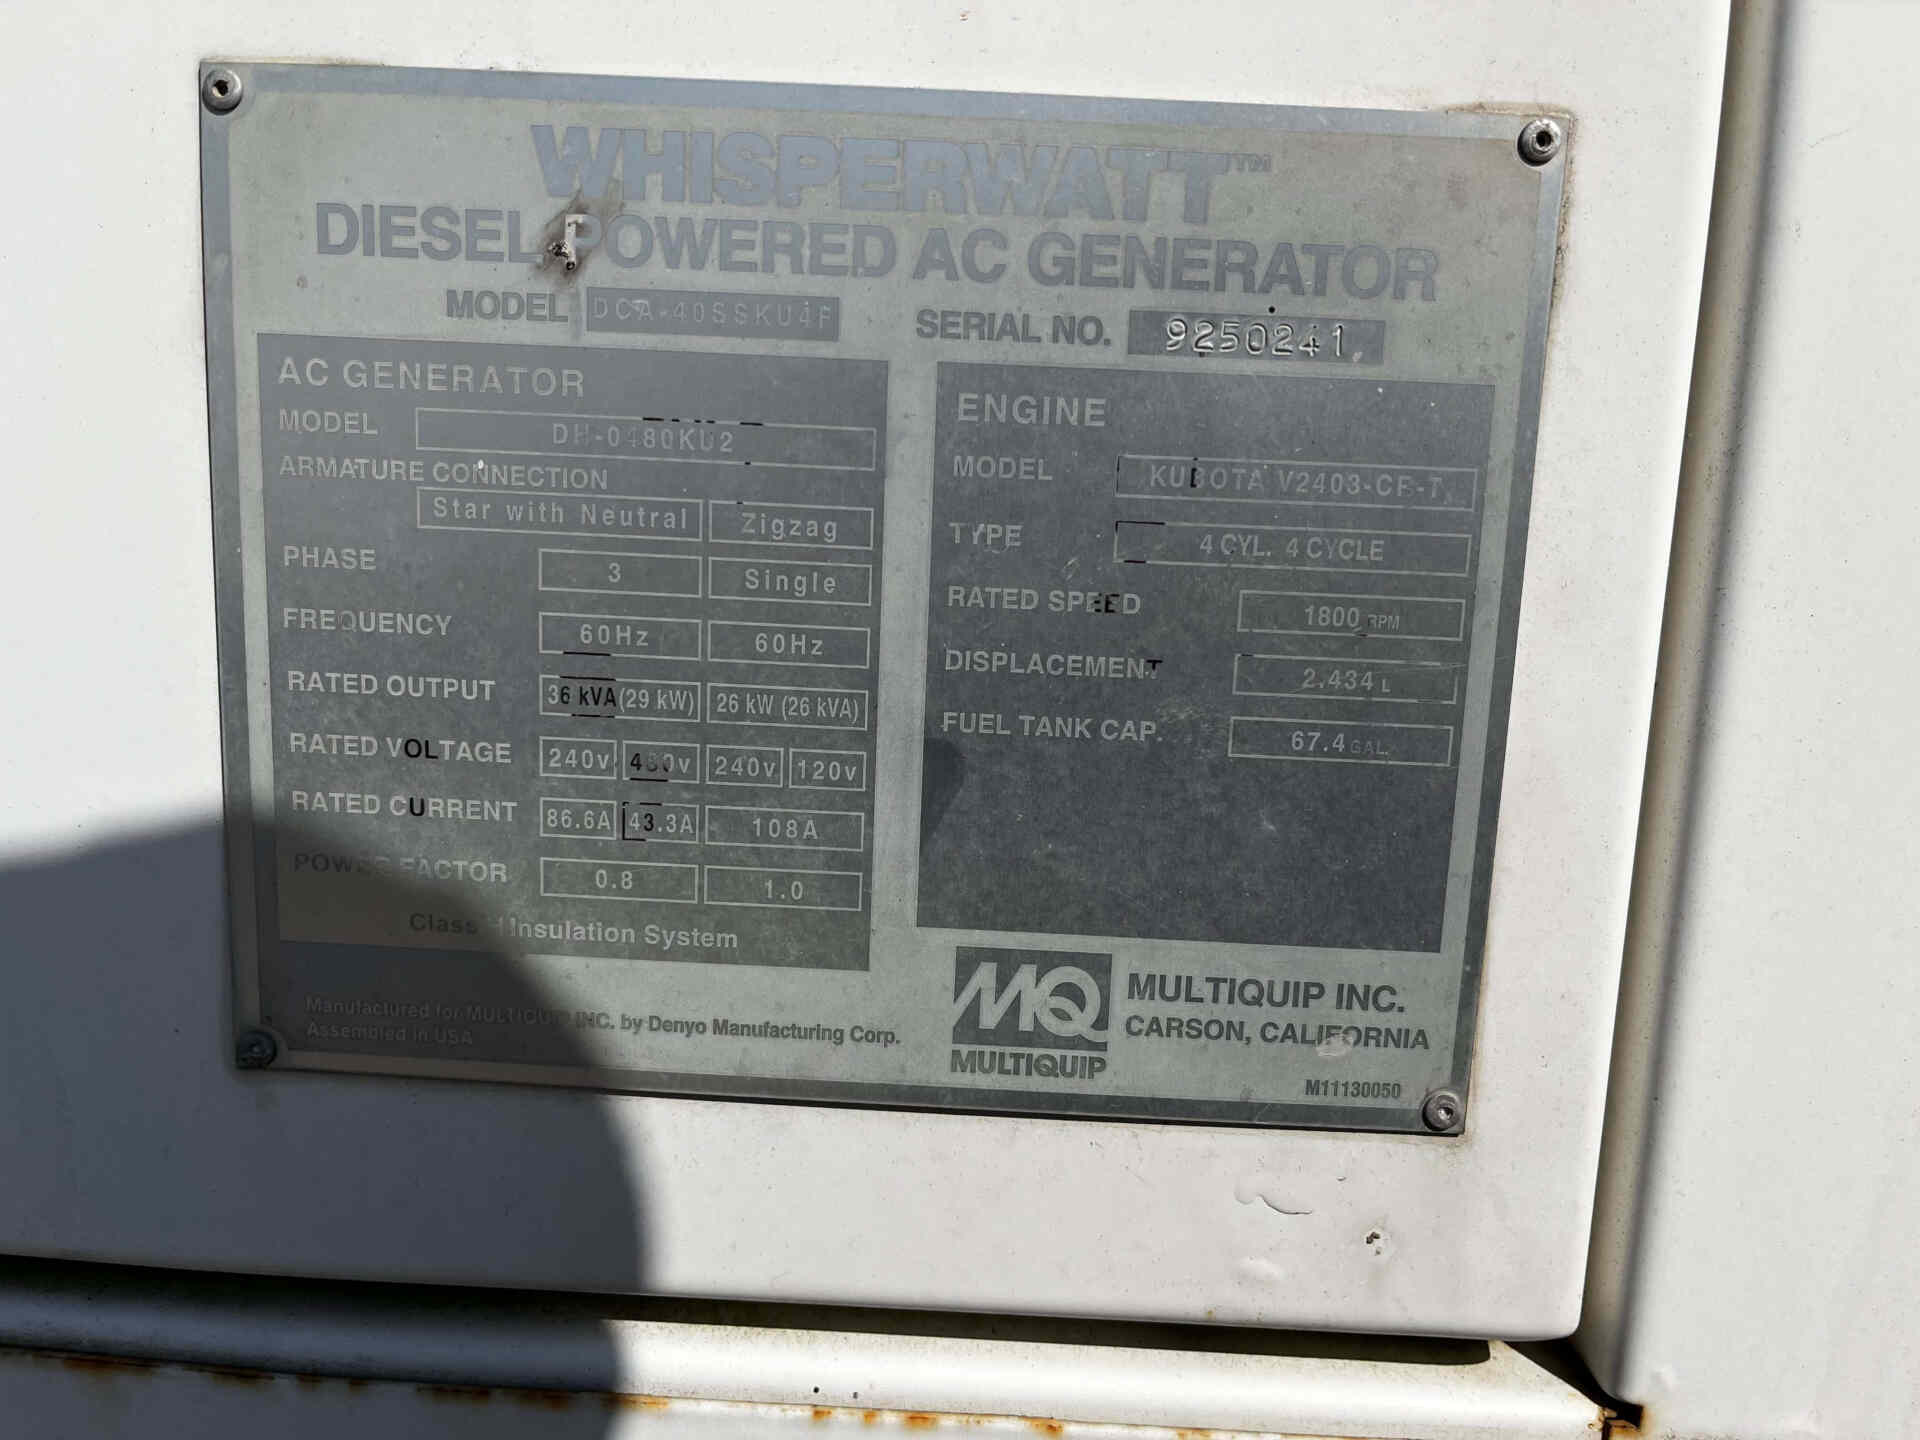 WHISPERWATT™
DIESEL POWERED AC GENERATOR
MODEL DCA-40SSKU4F
SERIAL NO. 9250241
AC GENERATOR
MODEL DH-0480KU2
ARMATURE CONNECTION
Star with Neutral Zigzag
PHASE 3 Single
FREQUENCY 60Hz 60Hz
RATED OUTPUT 36 kVA (29 kW) 26 kW (26 kVA)
RATED VOLTAGE 240v 480v 240v 120v
RATED CURRENT 86.6A 43.3A 108A
POWER FACTOR 0.8 1.0
Class H Insulation System
ENGINE
MODEL KUBOTA V2403-CR-T
TYPE 4 CYL. 4 CYCLE
RATED SPEED 1800 RPM
DISPLACEMENT 2.434 L
FUEL TANK CAP. 67.4 GAL.
Manufactured for MULTIQUIP INC. by Denyo Manufacturing Corp.
Assembled in USA
MQ
MULTIQUIP
MULTIQUIP INC.
CARSON, CALIFORNIA
M11130050